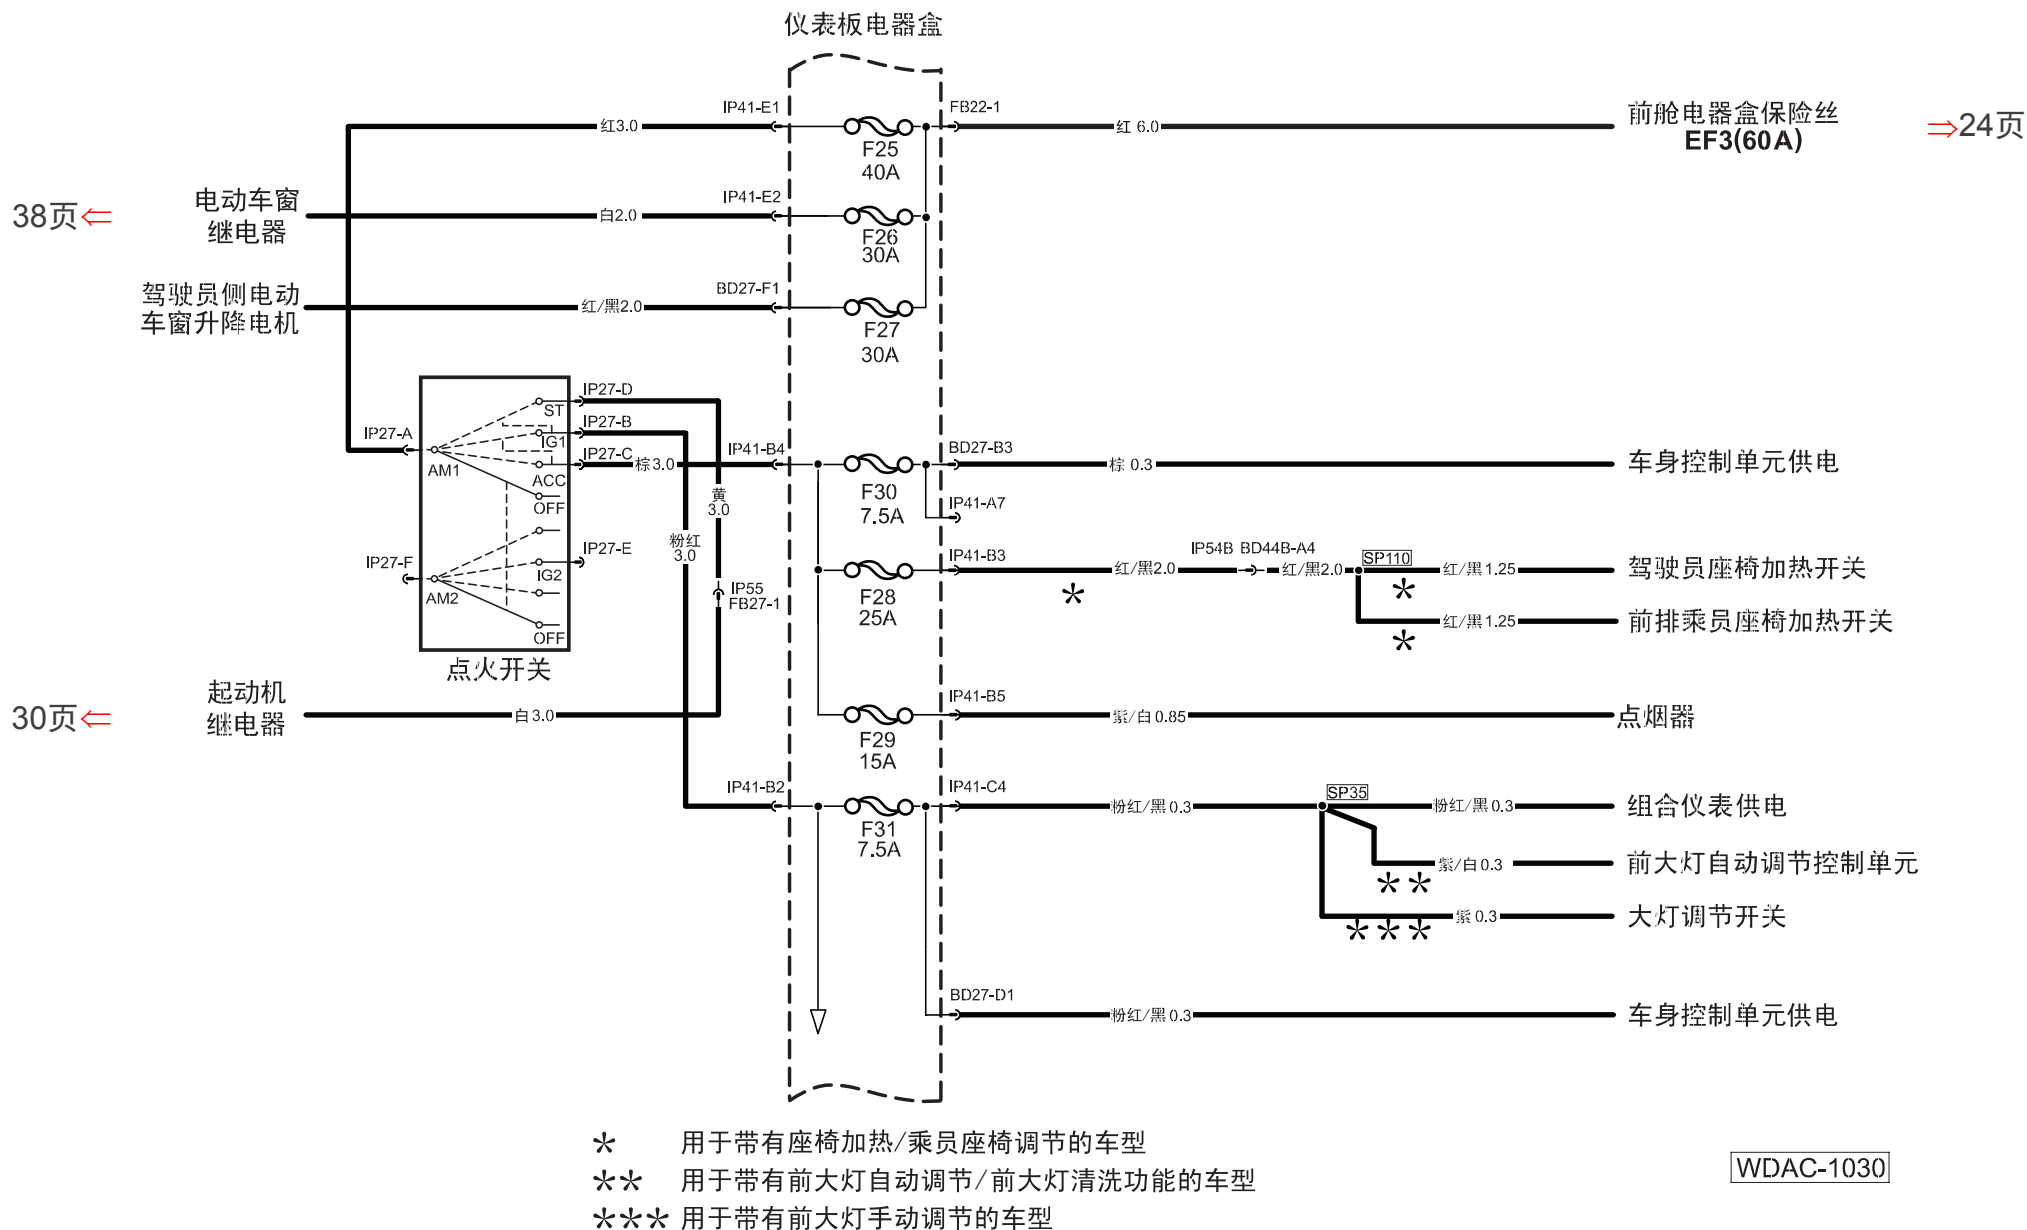 仪表板电器盒
IP41-E1
FB22-1
红3.0
红 6.0
前舱电器盒保险丝
EF3(60A)
24页
F25
40A
38页
电动车窗
继电器
IP41-E2
白2.0
F26
30A
驾驶员侧电动
车窗升降电机
BD27-F1
红/黑2.0
F27
30A
IP27-D
ST
IP27-B
IG1
IP27-A
AM1
IP27-C
棕3.0
ACC
OFF
IP41-B4
BD27-B3
棕 0.3
车身控制单元供电
F30
7.5A
黄
3.0
IP41-A7
粉红
3.0
IP27-E
IP27-F
IG2
AM2
OFF
点火开关
IP55
FB27-1
IP41-B3
红/黑2.0
IP54B BD44B-A4
红/黑2.0
SP110
红/黑1.25
驾驶员座椅加热开关
*
*
F28
25A
红/黑1.25
前排乘员座椅加热开关
*
30页
起动机
继电器
白3.0
IP41-B5
紫/白0.85
点烟器
F29
15A
IP41-B2
IP41-C4
粉红/黑 0.3
SP35
粉红/黑 0.3
组合仪表供电
F31
7.5A
紫/白0.3
前大灯自动调节控制单元
**
紫 0.3
大灯调节开关
***
BD27-D1
粉红/黑 0.3
车身控制单元供电
* 用于带有座椅加热/乘员座椅调节的车型
** 用于带有前大灯自动调节/前大灯清洗功能的车型
*** 用于带有前大灯手动调节的车型
WDAC-1030